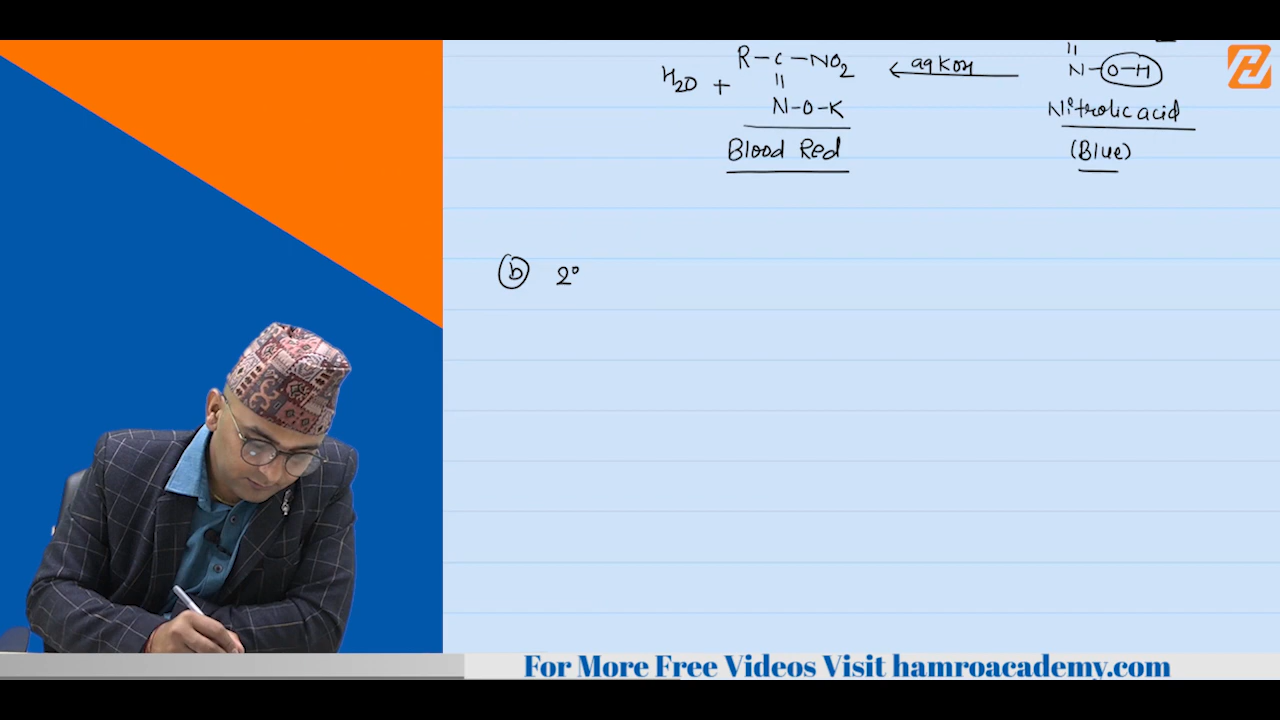 R-C-NO2 ← aq KOH || N-O-H
H2O + ||
N-O-K Nitrolic acid
Blood Red (Blue)
(b) 2°
For More Free Videos Visit hamroacademy.com